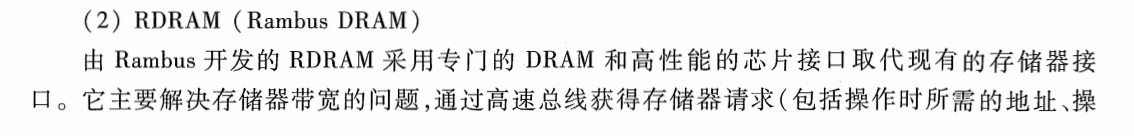 (2) RDRAM (Rambus DRAM)
由 Rambus 开发的 RDRAM 采用专门的 DRAM 和高性能的芯片接口取代现有的存储器接
口。它主要解决存储器带宽的问题,通过高速总线获得存储器请求(包括操作时所需的地址、操